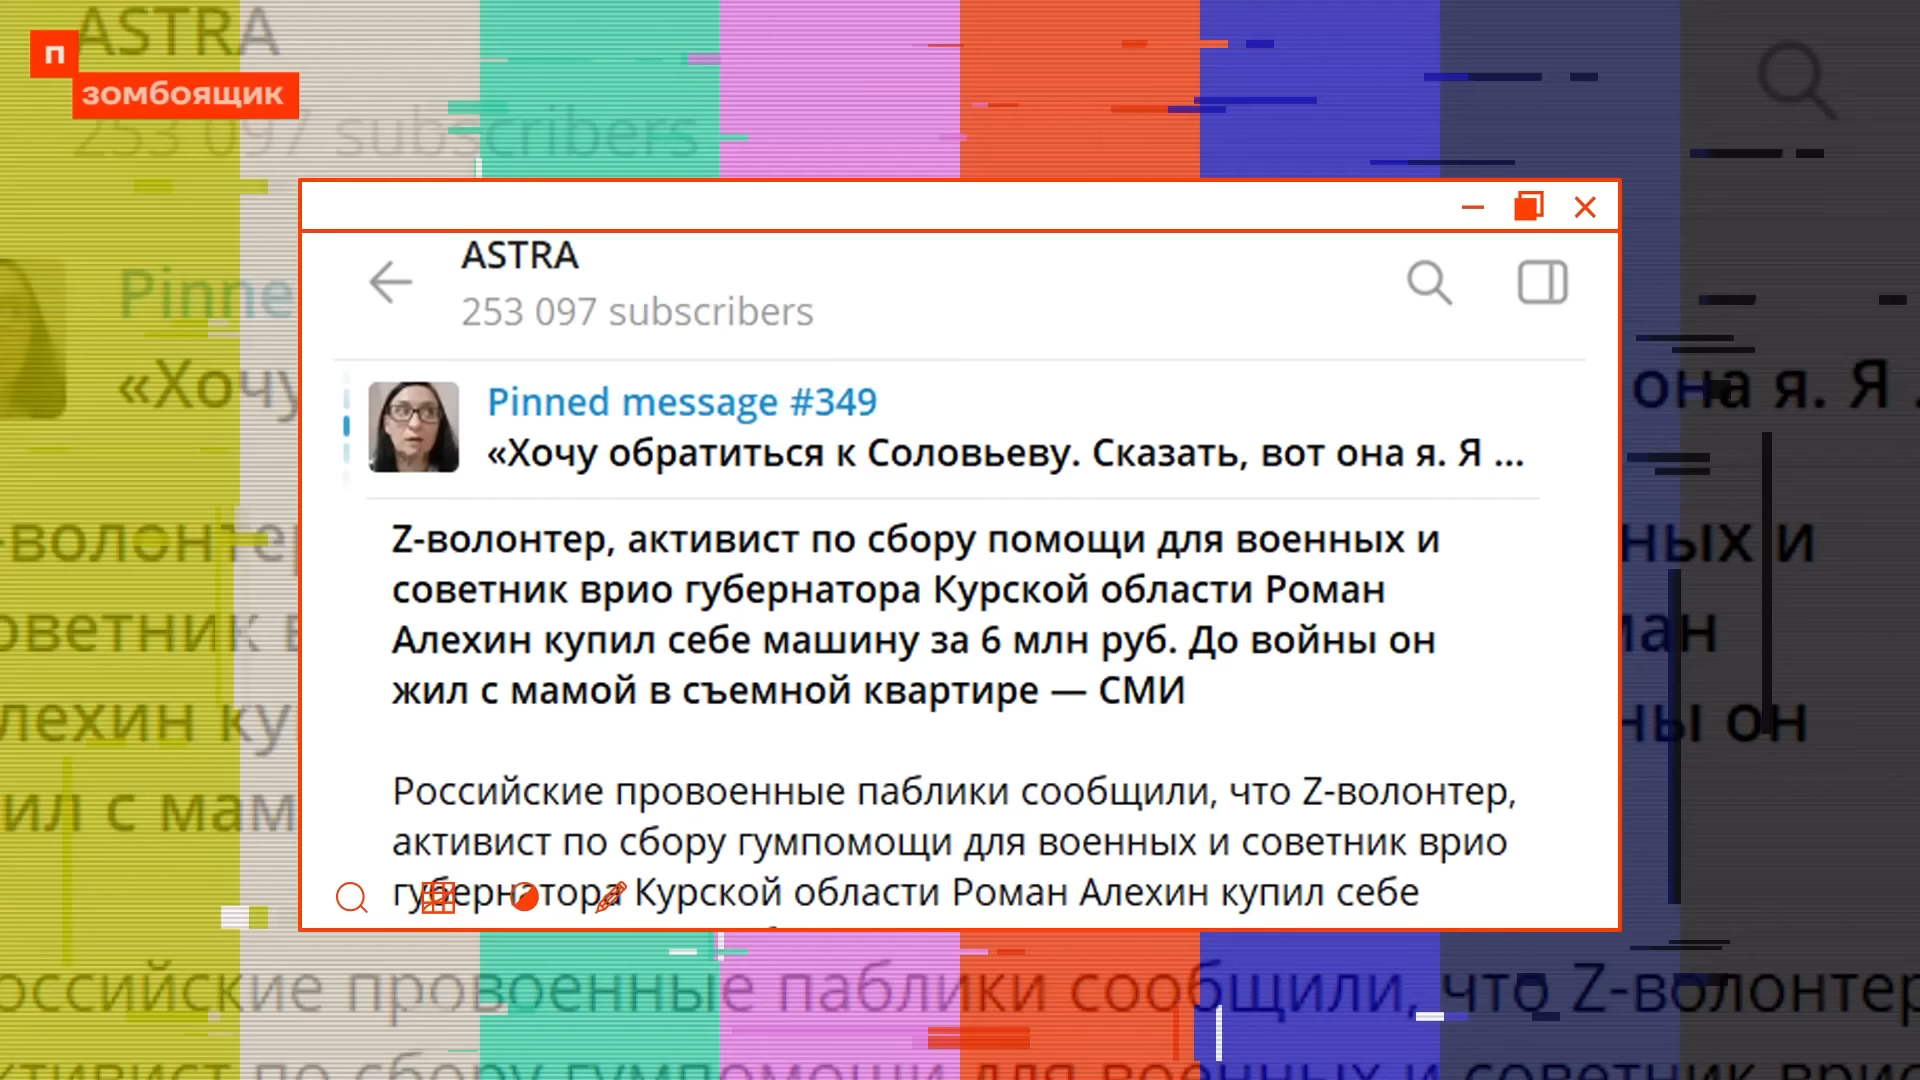 п
зомбоящик
ASTRA
253 097 subscribers
Pinned message #349
«Хочу обратиться к Соловьеву. Сказать, вот она я. Я ...
Z-волонтер, активист по сбору помощи для военных и
советник врио губернатора Курской области Роман
Алехин купил себе машину за 6 млн руб. До войны он
жил с мамой в съемной квартире — СМИ
Российские провоенные паблики сообщили, что Z-волонтер,
активист по сбору гумпомощи для военных и советник врио
губернатора Курской области Роман Алехин купил себе